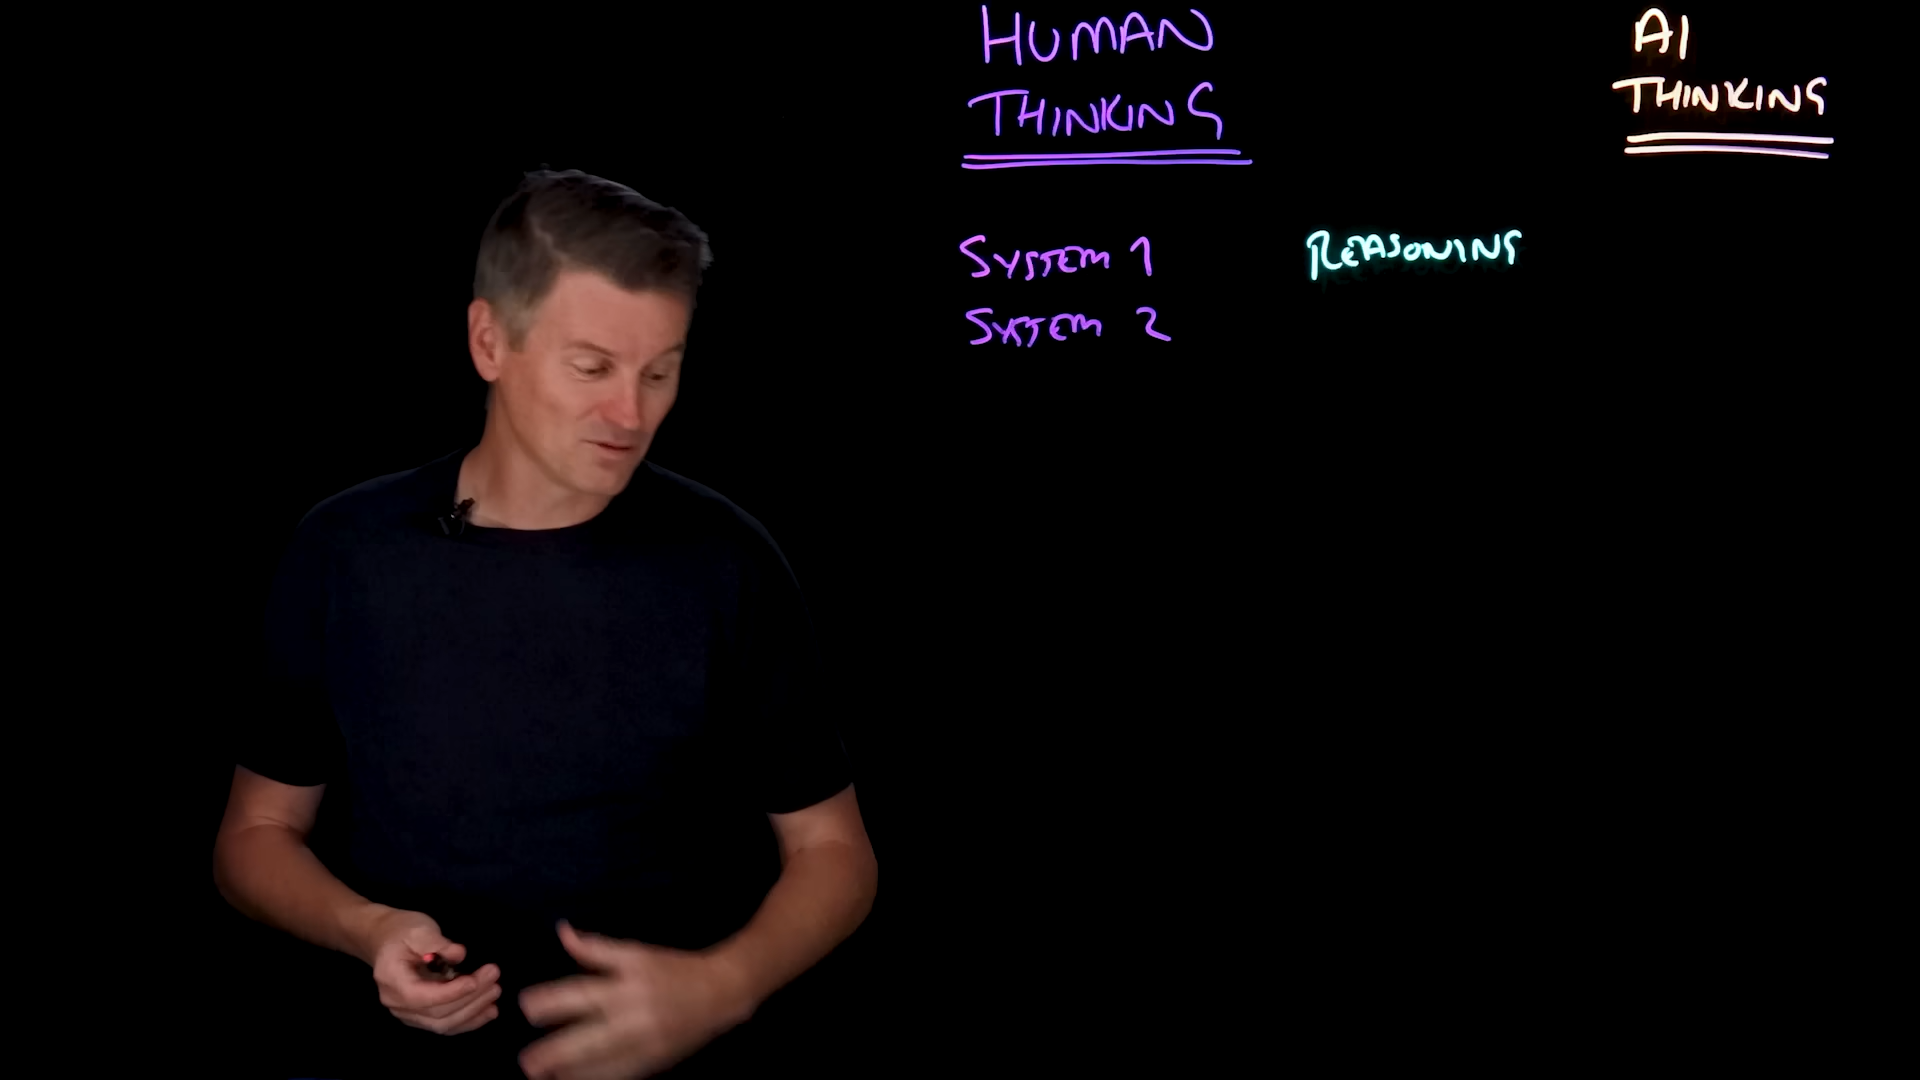 HUMAN
THINKING
AI
THINKING
SYSTEM 1
REASONING
SYSTEM 2